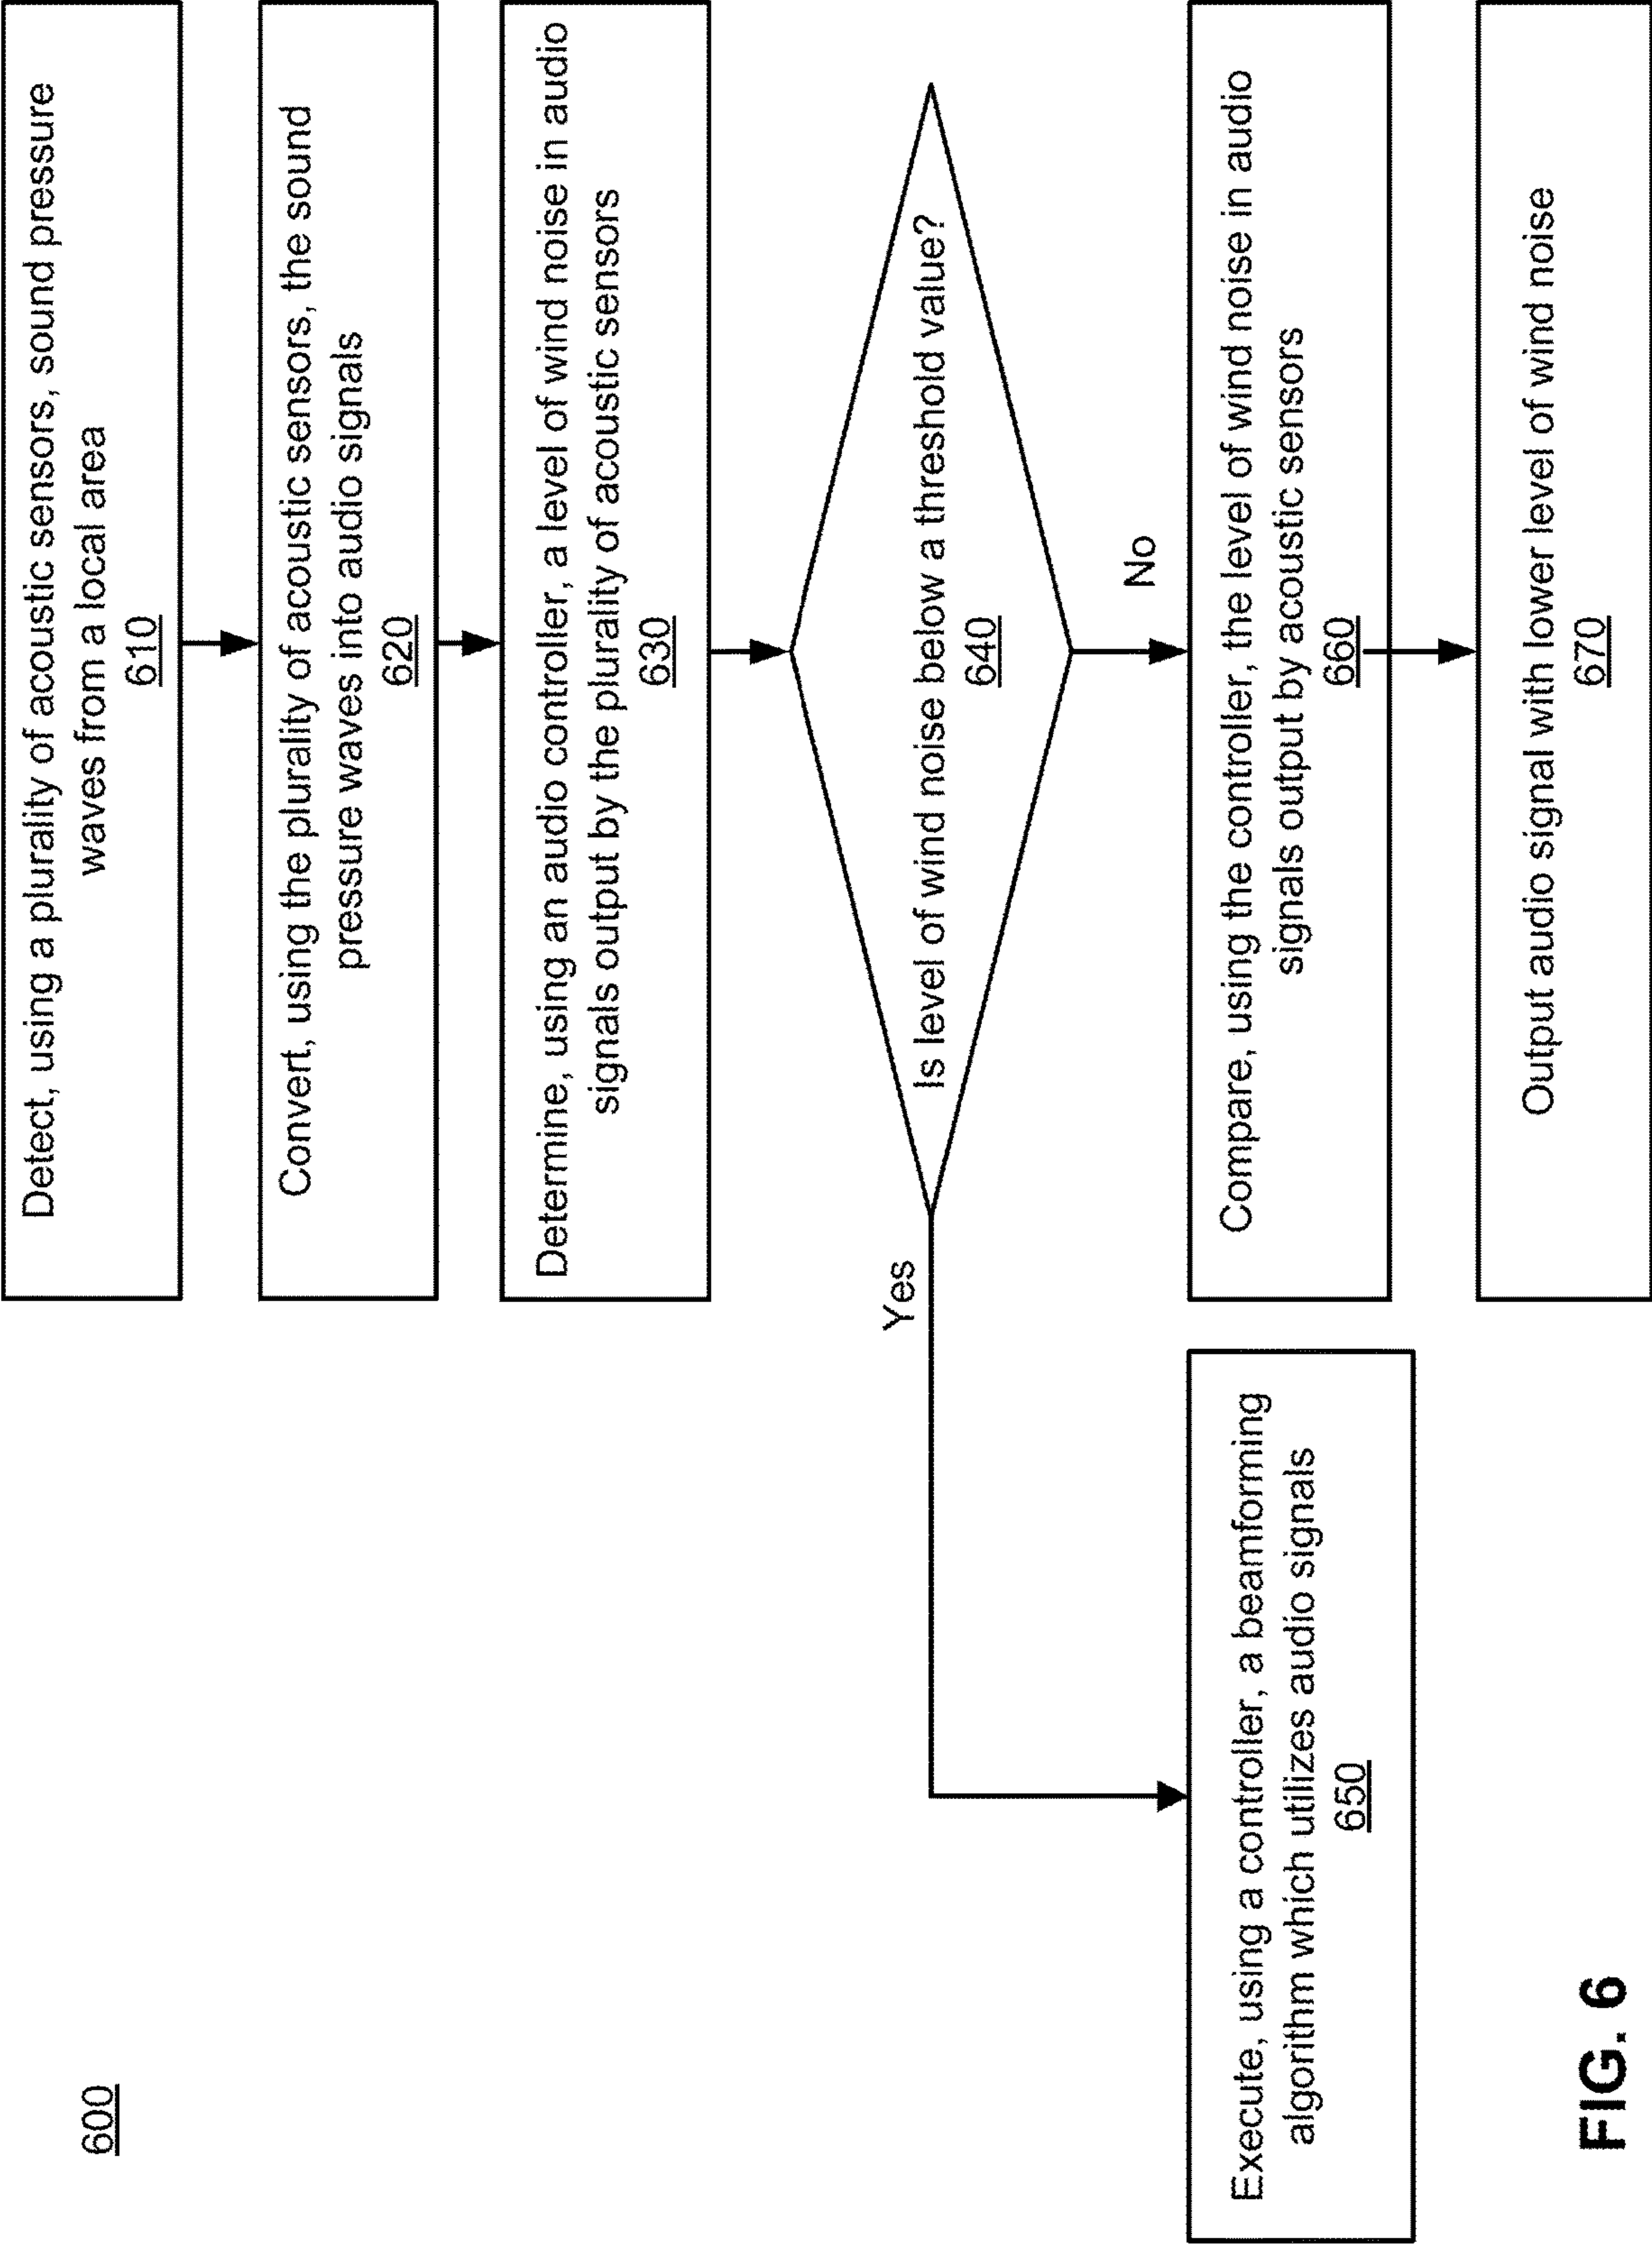 600
Detect, using a plurality of acoustic sensors, sound pressure
waves from a local area
610
Convert, using the plurality of acoustic sensors, the sound
pressure waves into audio signals
620
Determine, using an audio controller, a level of wind noise in audio
signals output by the plurality of acoustic sensors
630
Is level of wind noise below a threshold value?
640
Yes
No
Execute, using a controller, a beamforming
algorithm which utilizes audio signals
650
Compare, using the controller, the level of wind noise in audio
signals output by acoustic sensors
660
Output audio signal with lower level of wind noise
670
FIG. 6